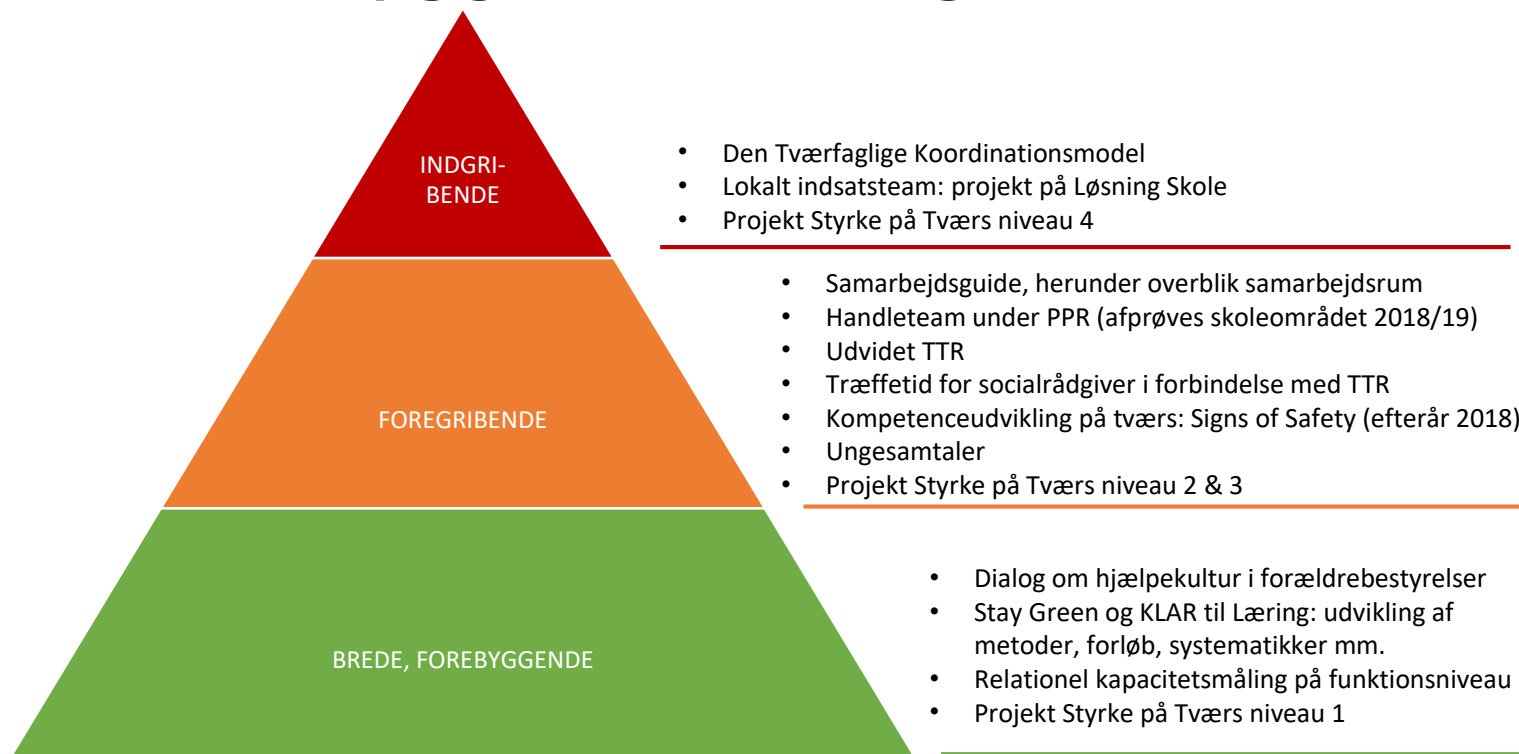 INDGRI-
BENDE
• Den Tværfaglige Koordinationsmodel
• Lokalt indsatsteam: projekt på Løsning Skole
• Projekt Styrke på Tværs niveau 4
FOREGRIBENDE
• Samarbejdsguide, herunder overblik samarbejdsrum
• Handleteam under PPR (afprøves skoleområdet 2018/19)
• Udvidet TTR
• Træffetid for socialrådgiver i forbindelse med TTR
• Kompetenceudvikling på tværs: Signs of Safety (efterår 2018)
• Ungesamtaler
• Projekt Styrke på Tværs niveau 2 & 3
BREDE, FOREBYGGENDE
• Dialog om hjælpekultur i forældrebestyrelser
• Stay Green og KLAR til Læring: udvikling af
metoder, forløb, systematikker mm.
• Relationel kapacitetsmåling på funktionsniveau
• Projekt Styrke på Tværs niveau 1